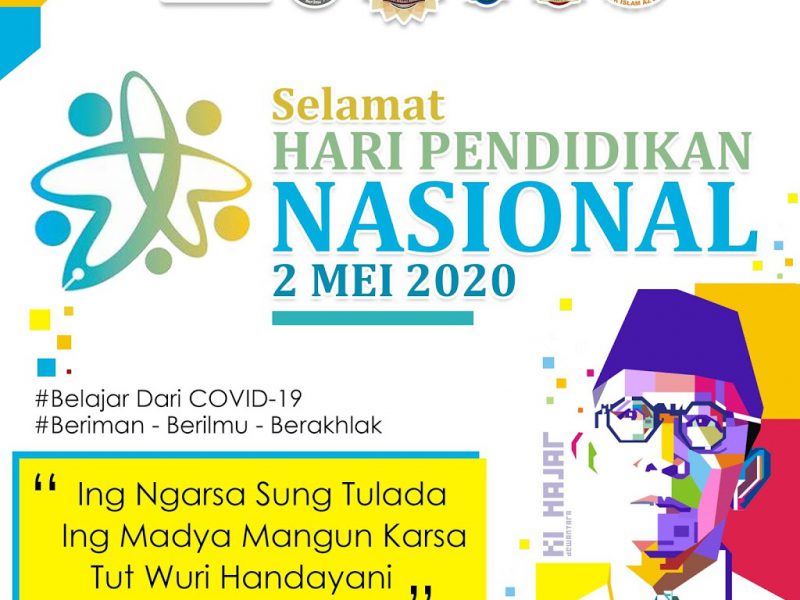 Selamat
HARI PENDIDIKAN
NASIONAL
2 MEI 2020
#Belajar Dari COVID-19
#Beriman - Berilmu - Berakhlak
“ Ing Ngarsa Sung Tulada
Ing Madya Mangun Karsa
Tut Wuri Handayani ”
KI HAJAR
DEWANTARA